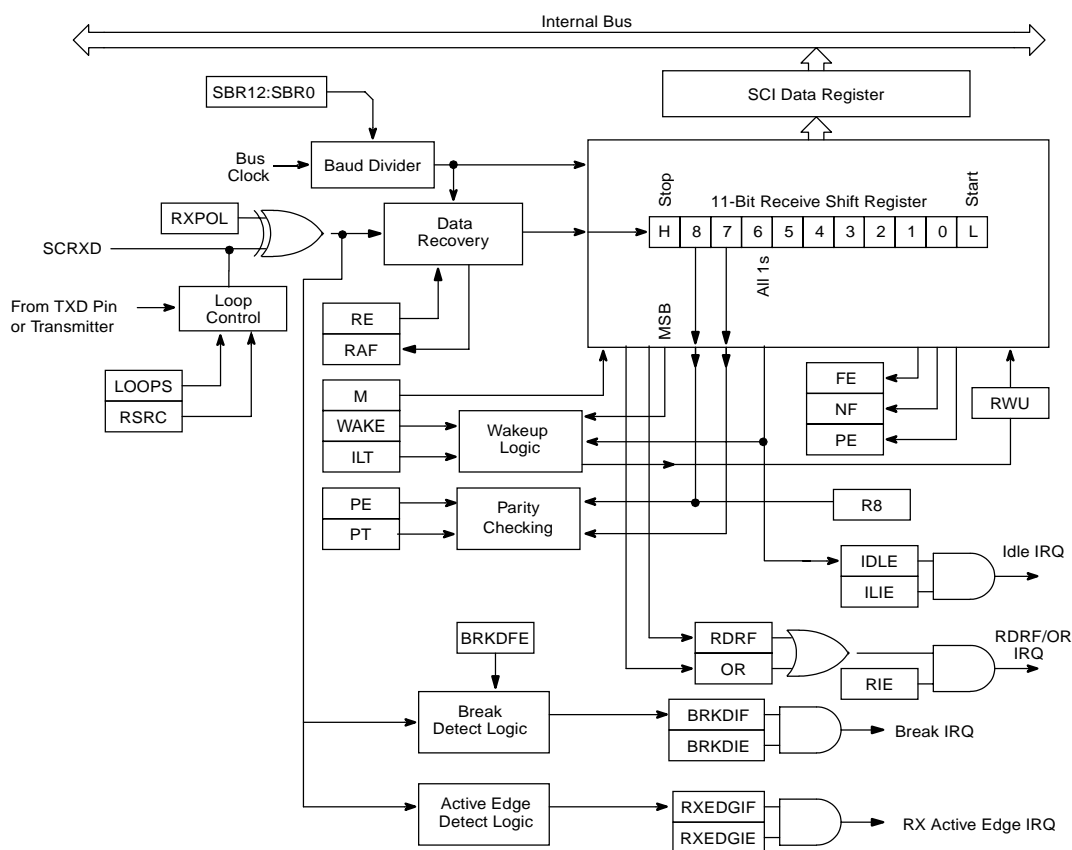 Internal Bus
SBR12:SBR0
SCI Data Register
Bus
Clock
Baud Divider
Stop
Start
RXPOL
11-Bit Receive Shift Register
Data
Recovery
H 8 7 6 5 4 3 2 1 0 L
SCRXD
All 1s
From TXD Pin
or Transmitter
Loop
Control
MSB
RE
RAF
LOOPS
RSRC
M
WAKE
ILT
Wakeup
Logic
FE
NF
PE
RWU
PE
PT
Parity
Checking
R8
IDLE
ILIE
Idle IRQ
BRKDFE
RDRF
OR
RIE
RDRF/OR
IRQ
Break
Detect Logic
BRKDIF
BRKDIE
Break IRQ
Active Edge
Detect Logic
RXEDGIF
RXEDGIE
RX Active Edge IRQ